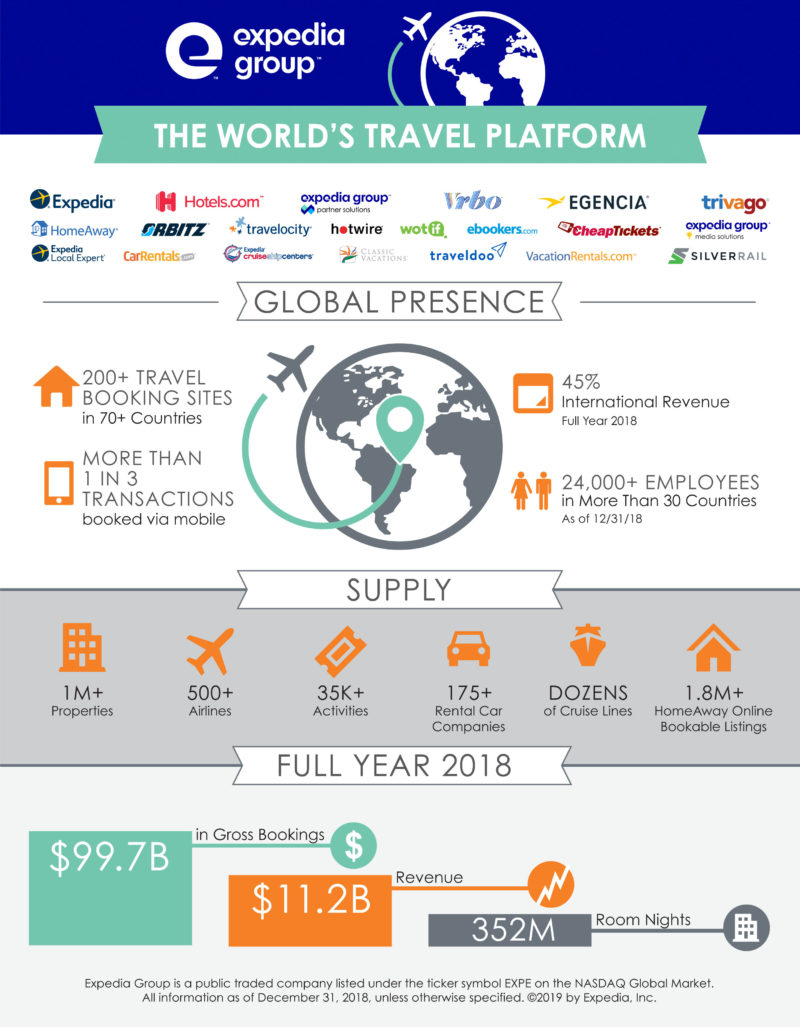 expedia
group™
THE WORLD'S TRAVEL PLATFORM
Expedia®
Hotels.com™
expedia group™
partner solutions
Vrbo
EGENCIA®
trivago®
HomeAway®
ORBITZ
travelocity®
hotwire®
wotif
ebookers.com
CheapTickets®
expedia group™
media solutions
Expedia
Local Expert®
CarRentals.com
Expedia®
cruiseshipcenters®
CLASSIC
VACATIONS
traveldoo
VacationRentals.com™
SILVERRAIL
GLOBAL PRESENCE
200+ TRAVEL
BOOKING SITES
in 70+ Countries
MORE THAN
1 IN 3
TRANSACTIONS
booked via mobile
45%
International Revenue
Full Year 2018
24,000+ EMPLOYEES
in More Than 30 Countries
As of 12/31/18
SUPPLY
1M+
Properties
500+
Airlines
35K+
Activities
175+
Rental Car
Companies
DOZENS
of Cruise Lines
1.8M+
HomeAway Online
Bookable Listings
FULL YEAR 2018
$99.7B
in Gross Bookings
$
$11.2B
Revenue
352M
Room Nights
Expedia Group is a public traded company listed under the ticker symbol EXPE on the NASDAQ Global Market.
All information as of December 31, 2018, unless otherwise specified. ©2019 by Expedia, Inc.